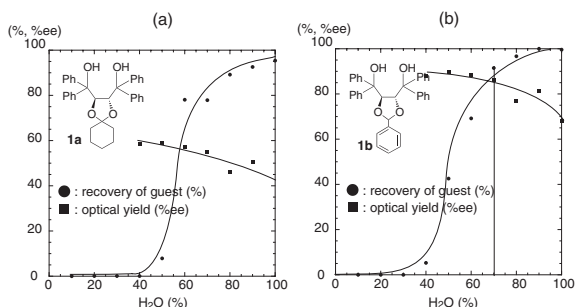 (a)
(%, %ee)
100
80
60
40
20
0
Ph OH OH Ph
Ph Ph
O O
1a
● : recovery of guest (%)
■ : optical yield (%ee)
0 20 40 60 80 100
H2O (%)
(b)
100
80
60
40
20
0
Ph OH OH Ph
Ph Ph
O O
1b
● : recovery of guest (%)
■ : optical yield (%ee)
0 20 40 60 80 100
H2O (%)